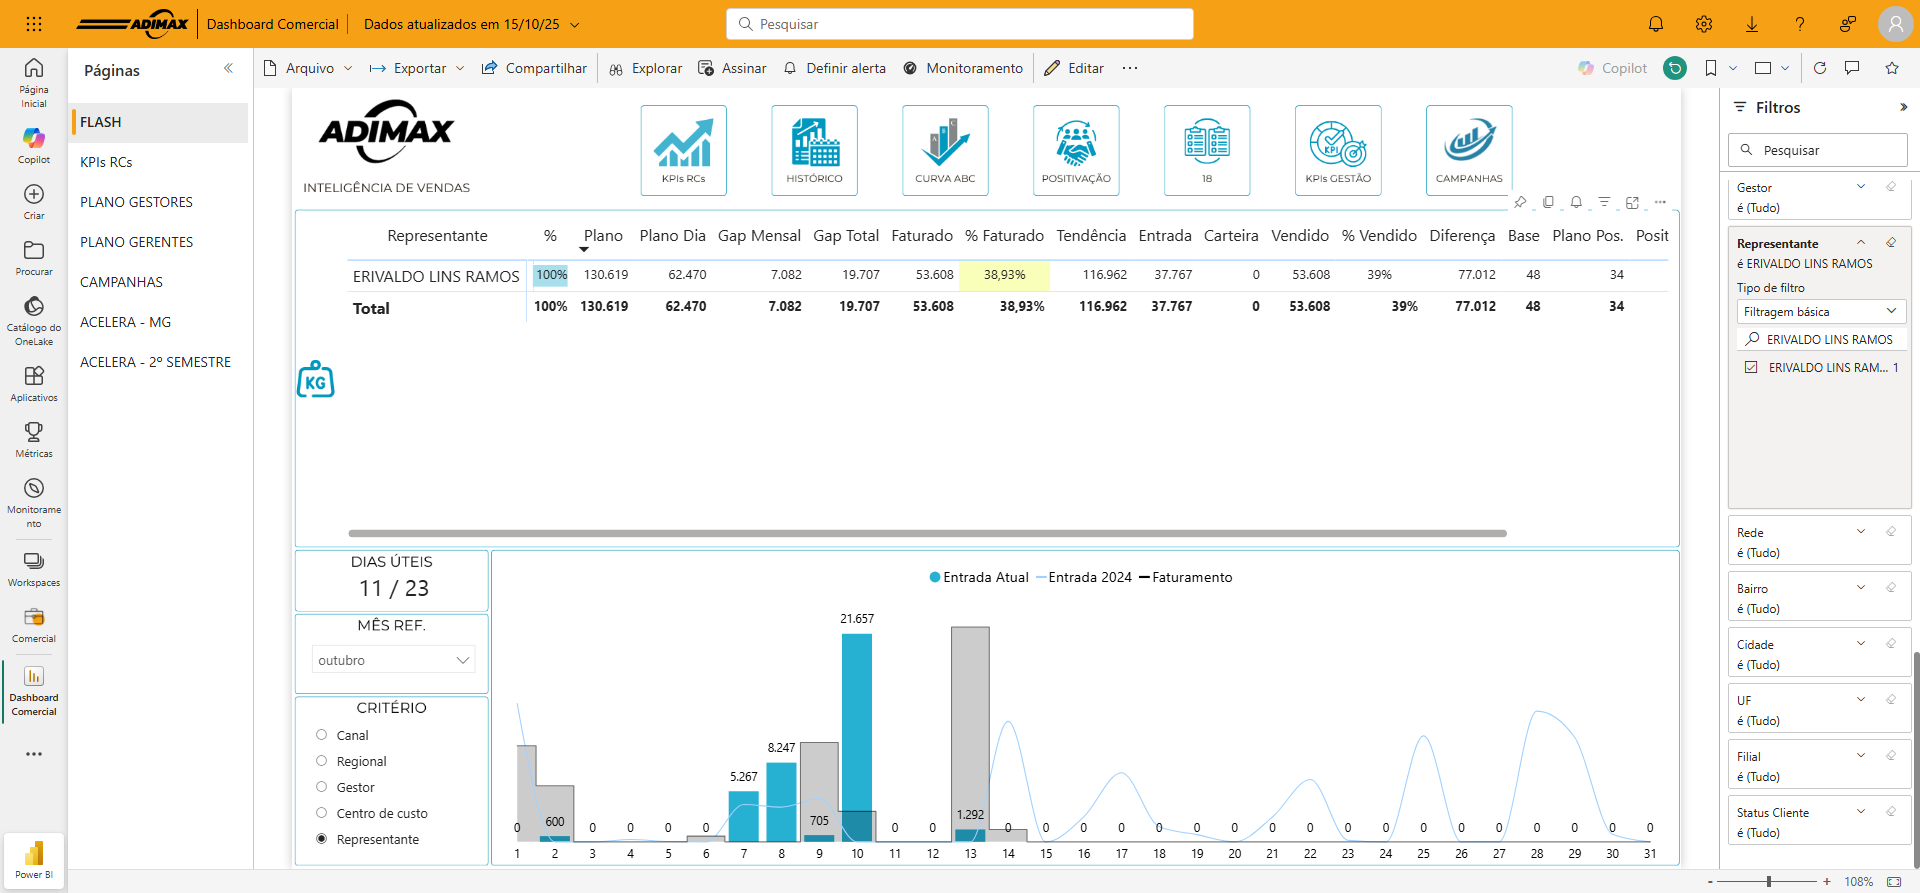 ADIMAX
Dashboard Comercial
Dados atualizados em 15/10/25
Pesquisar
Página Inicial
Copilot
Criar
Procurar
Catálogo do OneLake
Aplicativos
Métricas
Monitoramento
Workspaces
Comercial
Dashboard Comercial
Power BI
Páginas
FLASH
KPIs RCs
PLANO GESTORES
PLANO GERENTES
CAMPANHAS
ACELERA - MG
ACELERA - 2º SEMESTRE
Arquivo
Exportar
Compartilhar
Explorar
Assinar
Definir alerta
Monitoramento
Editar
Copilot
ADIMAX
INTELIGÊNCIA DE VENDAS
KPIs RCs
HISTÓRICO
A B C
CURVA ABC
POSITIVAÇÃO
18
KPI
KPIs GESTÃO
CAMPANHAS
Representante % Plano Plano Dia Gap Mensal Gap Total Faturado % Faturado Tendência Entrada Carteira Vendido % Vendido Diferença Base Plano Pos. Posit
ERIVALDO LINS RAMOS 100% 130.619 62.470 7.082 19.707 53.608 38,93% 116.962 37.767 0 53.608 39% 77.012 48 34
Total 100% 130.619 62.470 7.082 19.707 53.608 38,93% 116.962 37.767 0 53.608 39% 77.012 48 34
KG
DIAS ÚTEIS
11 / 23
MÊS REF.
outubro
CRITÉRIO
Canal
Regional
Gestor
Centro de custo
Representante
Entrada Atual Entrada 2024 Faturamento
0 600 0 0 0 0 5.267 8.247 705 21.657 0 0 1.292 0 0 0 0 0 0 0 0 0 0 0 0 0 0 0 0 0 0
1 2 3 4 5 6 7 8 9 10 11 12 13 14 15 16 17 18 19 20 21 22 23 24 25 26 27 28 29 30 31
Filtros
Pesquisar
Gestor
é (Tudo)
Representante
é ERIVALDO LINS RAMOS
Tipo de filtro
Filtragem básica
ERIVALDO LINS RAMOS
ERIVALDO LINS RAM... 1
Rede
é (Tudo)
Bairro
é (Tudo)
Cidade
é (Tudo)
UF
é (Tudo)
Filial
é (Tudo)
Status Cliente
é (Tudo)
- + 108%